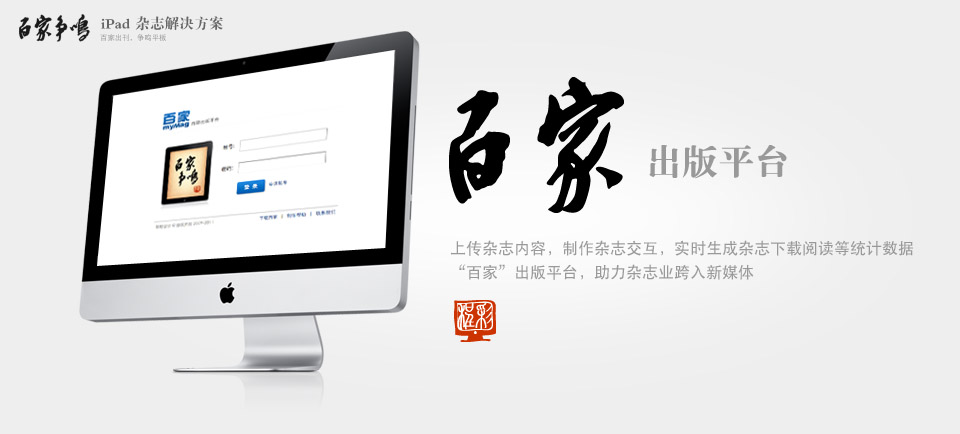 百家争鸣 iPad 杂志解决方案
百家出刊、争鸣平板
百家
myMag
账号:
密码:
百家
争鸣
登录
百家 出版平台
上传杂志内容，制作杂志交互，实时生成杂志下载阅读等统计数据
“百家”出版平台，助力杂志业跨入新媒体